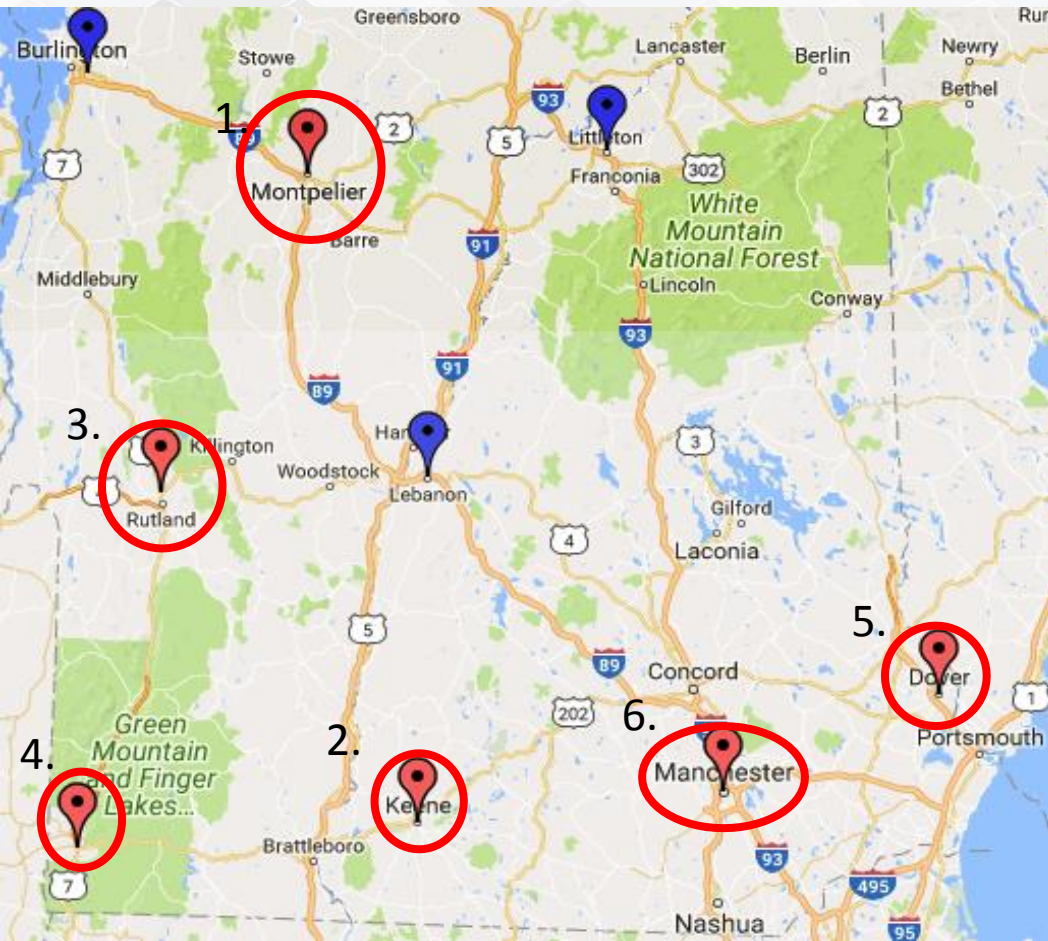 Greensboro
Rur
Burlington
Stowe
Lancaster
Berlin
Newry
Bethel
1.
89
2
93
5
Littleton
2
7
302
Montpelier
Franconia
White
Mountain
National Forest
Barre
91
Middlebury
Lincoln
Conway
93
91
89
3.
Killington
Woodstock
Lebanon
3
Rutland
Gilford
4
Laconia
5
5.
89
Concord
Dover
1
202
6.
Green
Mountain
and Finger
Lakes...
2.
4.
Portsmouth
Manchester
Keene
Brattleboro
93
7
495
Nashua
95